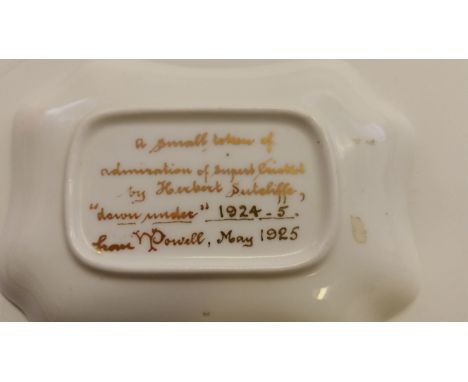 a small token of
admiration of superb Cricket
by Herbert Sutcliffe,
"down under" 1924-5.
from Powell, May 1925